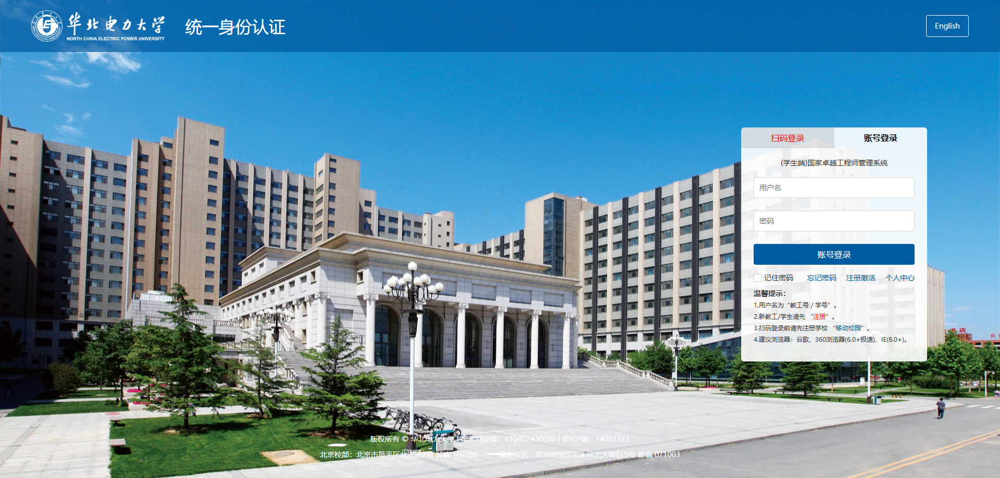 华北电力大学
NORTH CHINA ELECTRIC POWER UNIVERSITY
统一身份认证
English
扫码登录
账号登录
(学生端)国家卓越工程师管理系统
用户名
密码
账号登录
记住密码 忘记密码 注册激活 个人中心
温馨提示：
1.用户名为“教工号 / 学号”。
2.新教工/学生请先 “注册”。
3.扫码登录前请先注册学校 “移动校园”。
4.建议浏览器：谷歌、360浏览器(6.0+极速)、IE(8.0+)。
版权所有 © 华北电力大学 | 京公网安备：110402430080 | 京ICP备：14001371
北京校部：北京市昌平区北农路2号 邮编 102206 保定校区：河北省保定市永华北大街619号 邮编 071003